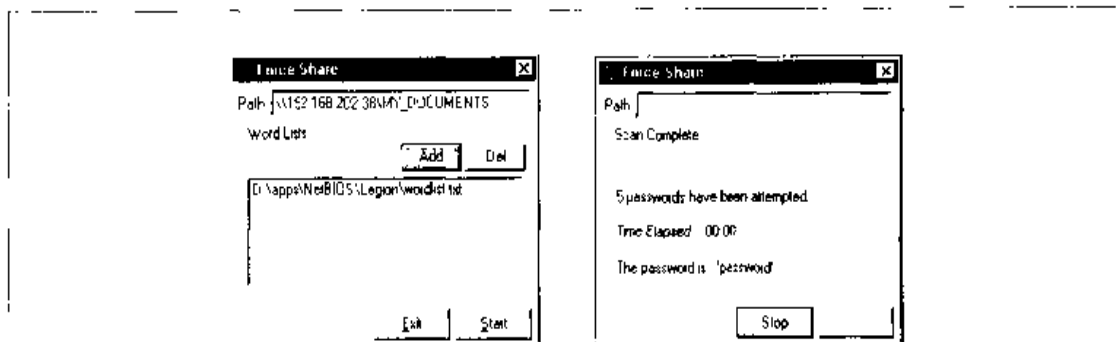 Force Share
Path \\192.168.202.38\MY_DOCUMENTS
Word Lists
Add Del
D:\apps\NetBIOS\Legion\wordlist.txt
Exit Start
Force Share
Path
Scan Complete
5 passwords have been attempted.
Time Elapsed 00:00
The password is 'password'
Stop